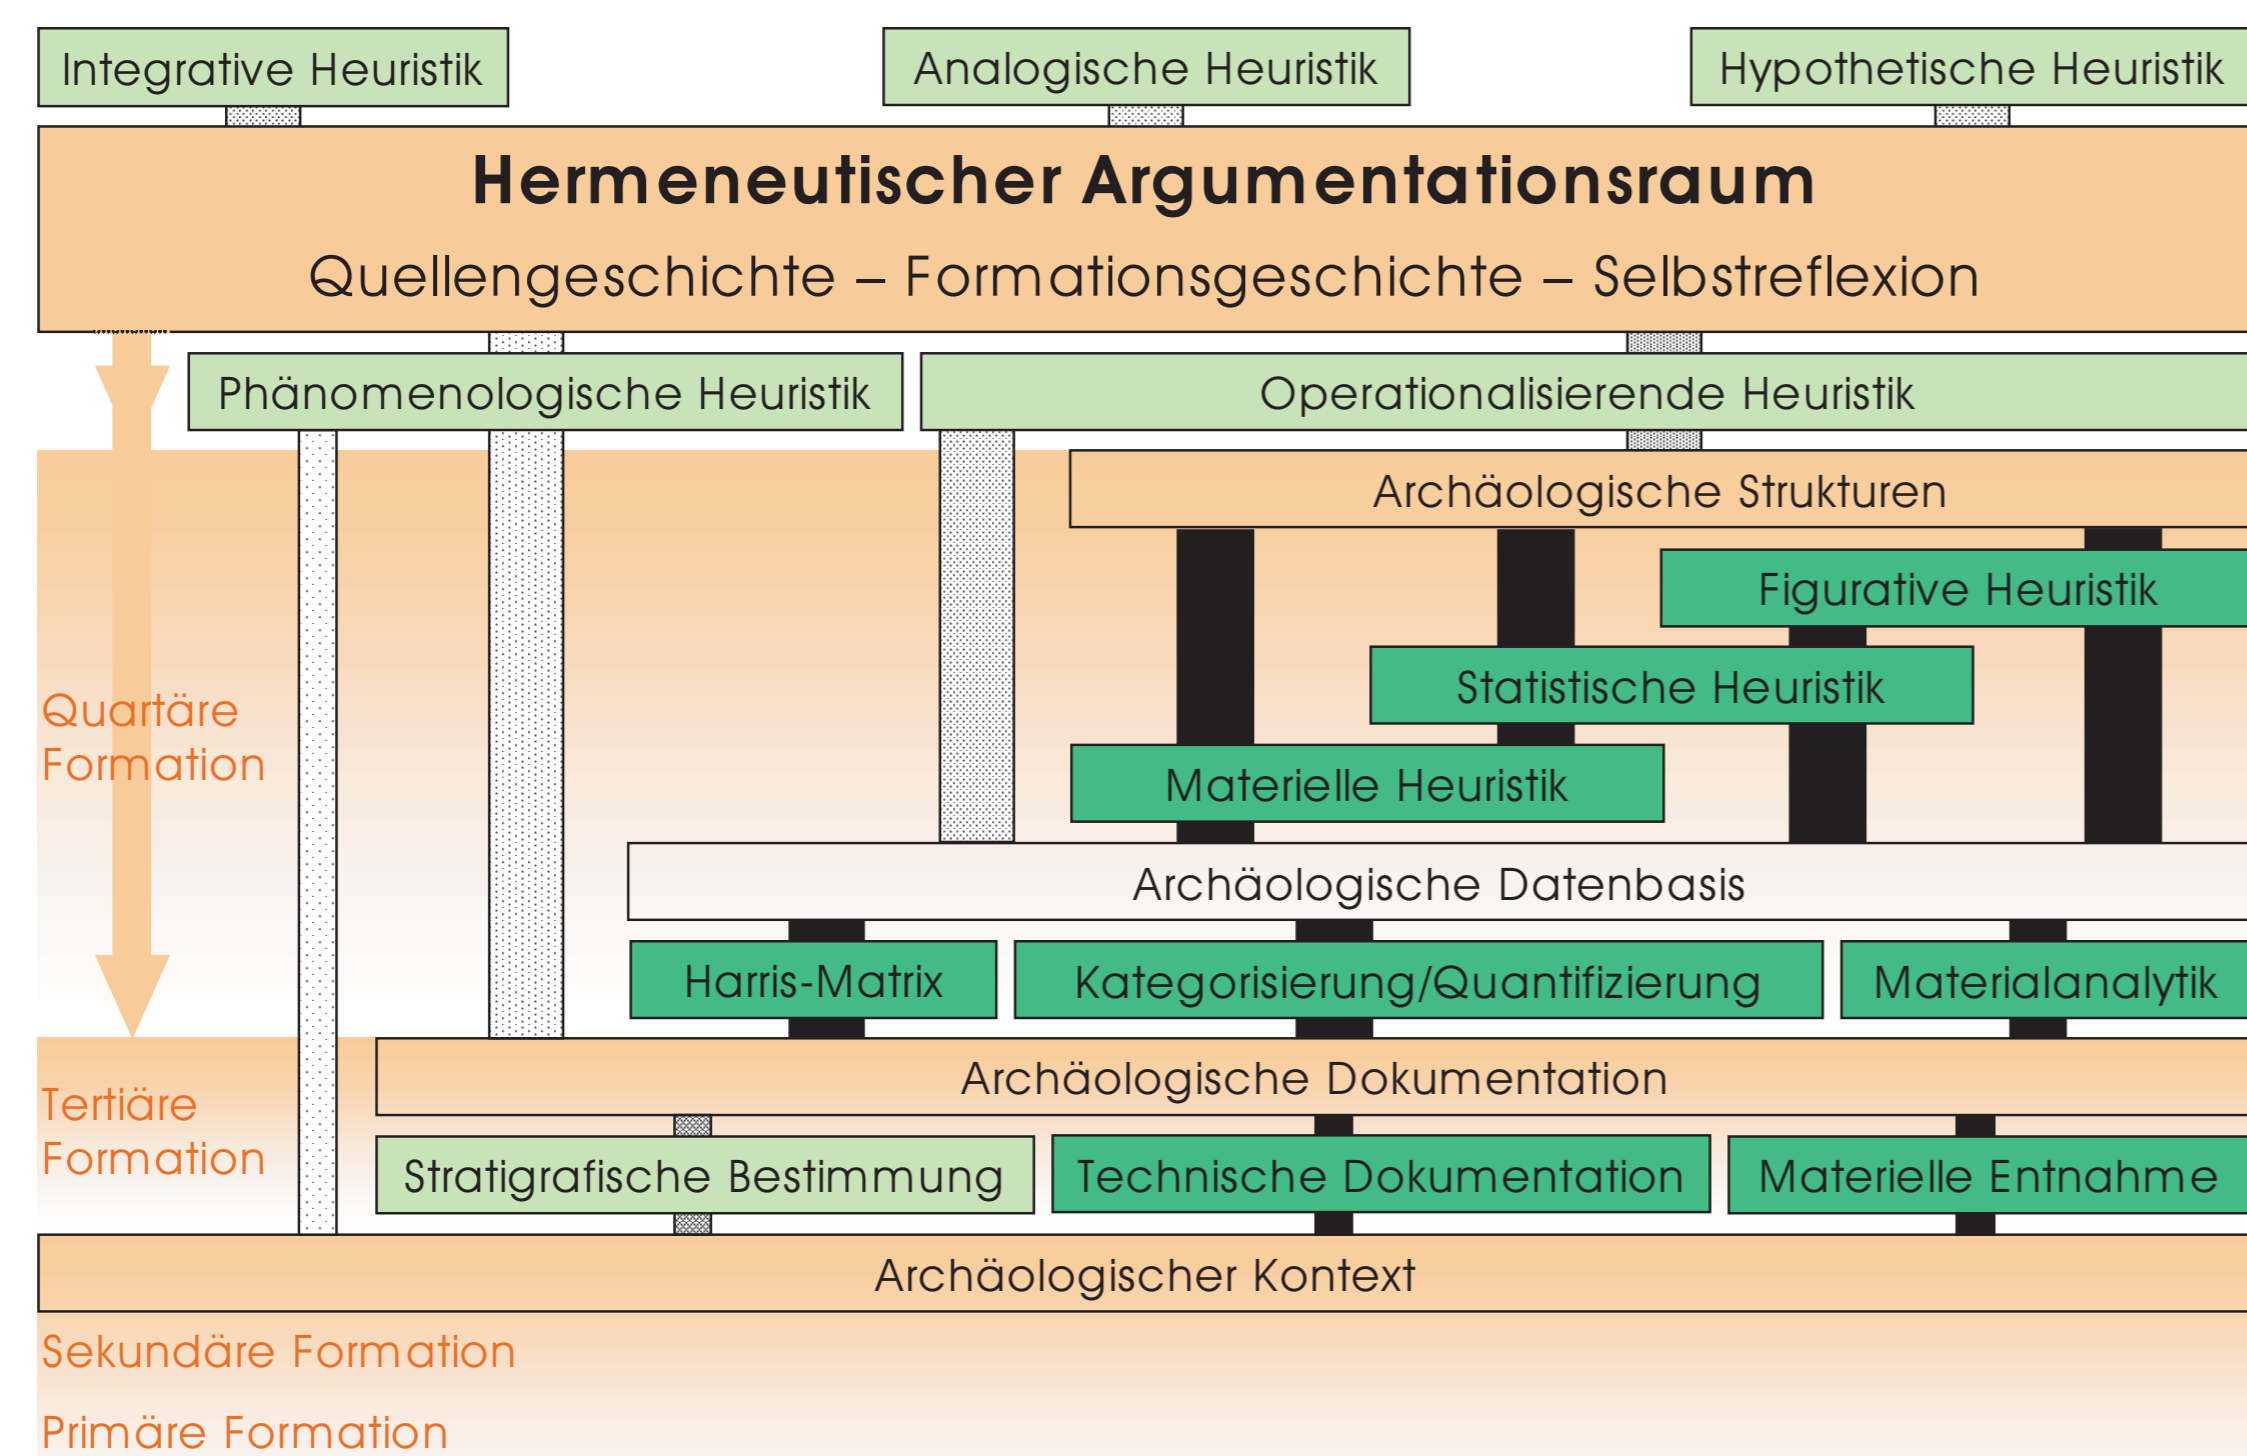 Integrative Heuristik
Analogische Heuristik
Hypothetische Heuristik
Hermeneutischer Argumentationsraum
Quellengeschichte – Formationsgeschichte – Selbstreflexion
Phänomenologische Heuristik
Operationalisierende Heuristik
Archäologische Strukturen
Figurative Heuristik
Statistische Heuristik
Quartäre
Formation
Materielle Heuristik
Archäologische Datenbasis
Harris-Matrix
Kategorisierung/Quantifizierung
Materialanalytik
Archäologische Dokumentation
Tertiäre
Formation
Stratigrafische Bestimmung
Technische Dokumentation
Materielle Entnahme
Archäologischer Kontext
Sekundäre Formation
Primäre Formation